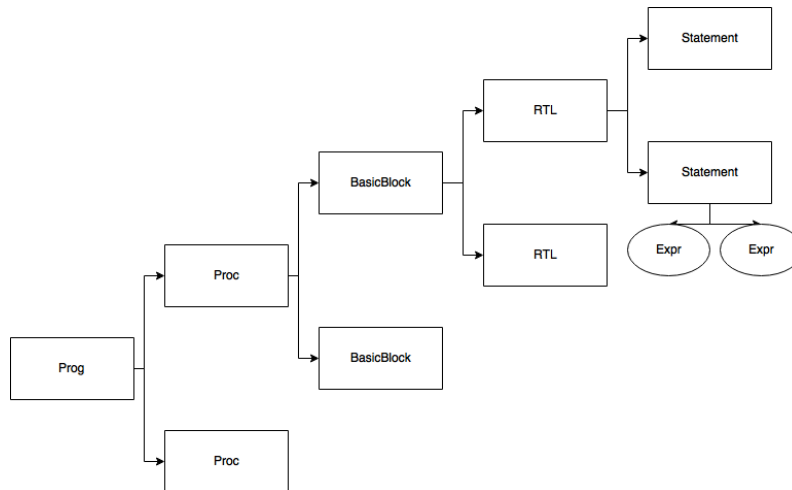 Statement
RTL
Statement
BasicBlock
Expr
Expr
RTL
Proc
BasicBlock
Prog
Proc